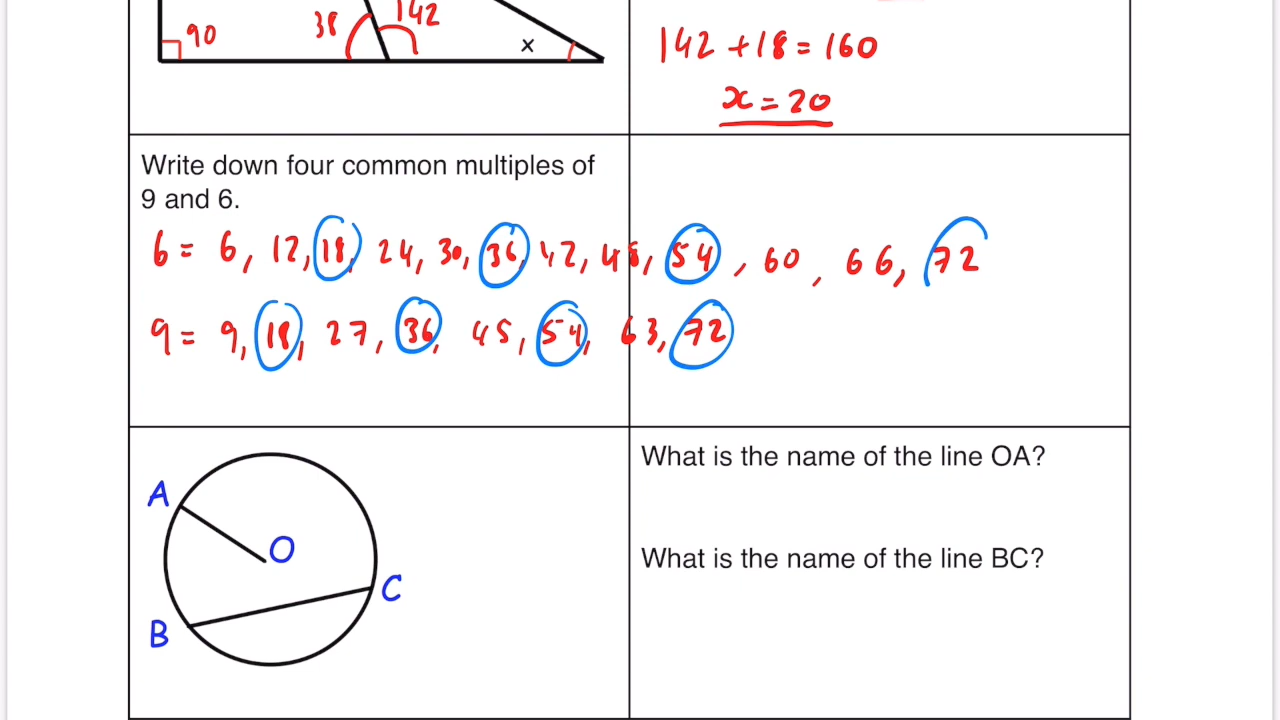 38 142
90
x
142 + 18 = 160
x = 20
Write down four common multiples of
9 and 6.
6 = 6, 12, 18, 24, 30, 36, 42, 48, 54, 60, 66, 72
9 = 9, 18, 27, 36, 45, 54, 63, 72
A
O
C
B
What is the name of the line OA?
What is the name of the line BC?